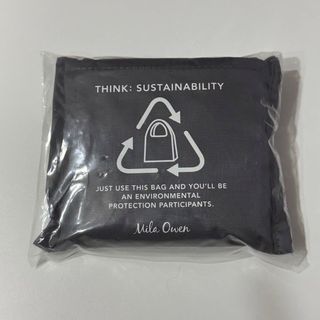 THINK: SUSTAINABILITY
JUST USE THIS BAG AND YOU'LL BE
AN ENVIRONMENTAL
PROTECTION PARTICIPANTS.
Mila Owen